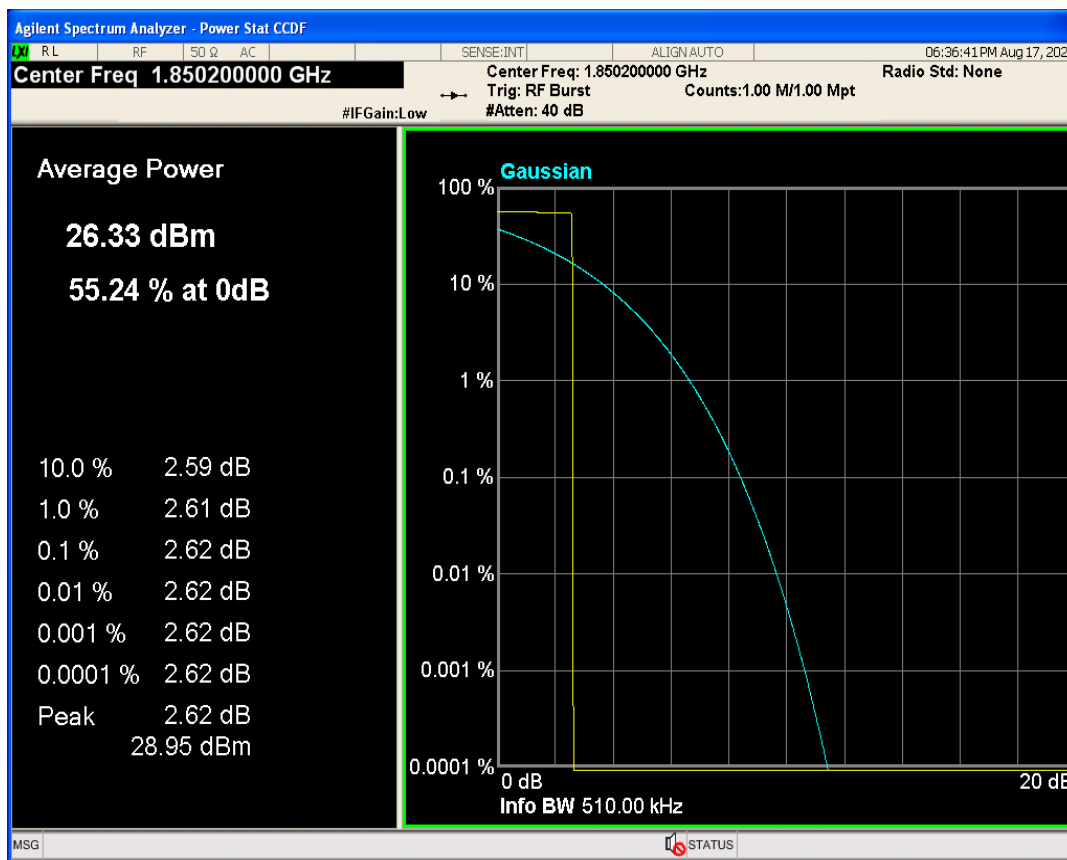 Agilent Spectrum Analyzer - Power Stat CCDF
LXI RL RF 50 Ω AC SENSE:INT ALIGN AUTO 06:36:41 PM Aug 17, 202
Center Freq 1.850200000 GHz
Center Freq: 1.850200000 GHz Radio Std: None
Trig: RF Burst Counts:1.00 M/1.00 Mpt
#IFGain:Low #Atten: 40 dB
Average Power
26.33 dBm
55.24 % at 0dB
10.0 % 2.59 dB
1.0 % 2.61 dB
0.1 % 2.62 dB
0.01 % 2.62 dB
0.001 % 2.62 dB
0.0001 % 2.62 dB
Peak 2.62 dB
28.95 dBm
Gaussian
100 %
10 %
1 %
0.1 %
0.01 %
0.001 %
0.0001 %
0 dB 20 dB
Info BW 510.00 kHz
MSG STATUS